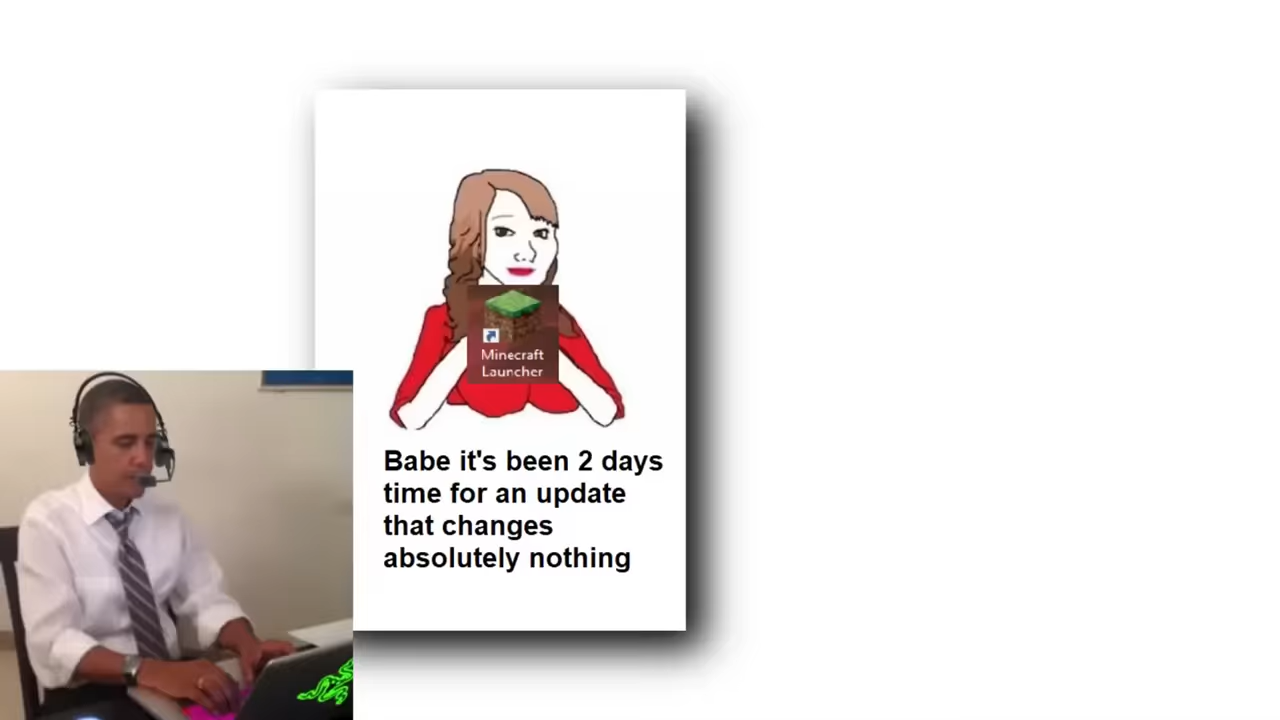 Minecraft
Launcher
Babe it's been 2 days
time for an update
that changes
absolutely nothing